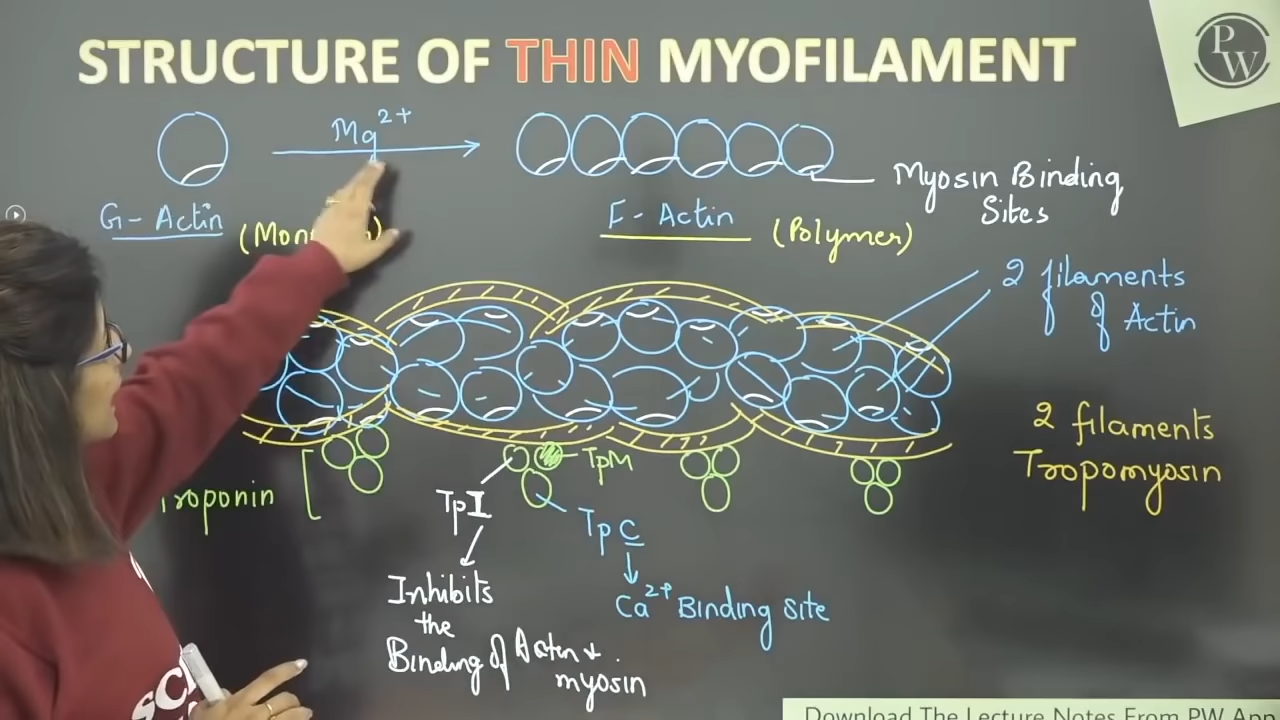 STRUCTURE OF THIN MYOFILAMENT
PW
Mg2+
Myosin Binding
Sites
G-Actin
F-Actin
(Polymer)
2 filaments
of Actin
2 filaments
Tropomyosin
TpM
TpI
TpC
Inhibits
the
Binding of Actin &
myosin
Ca2+ Binding site
Download The Lecture Notes From PW App